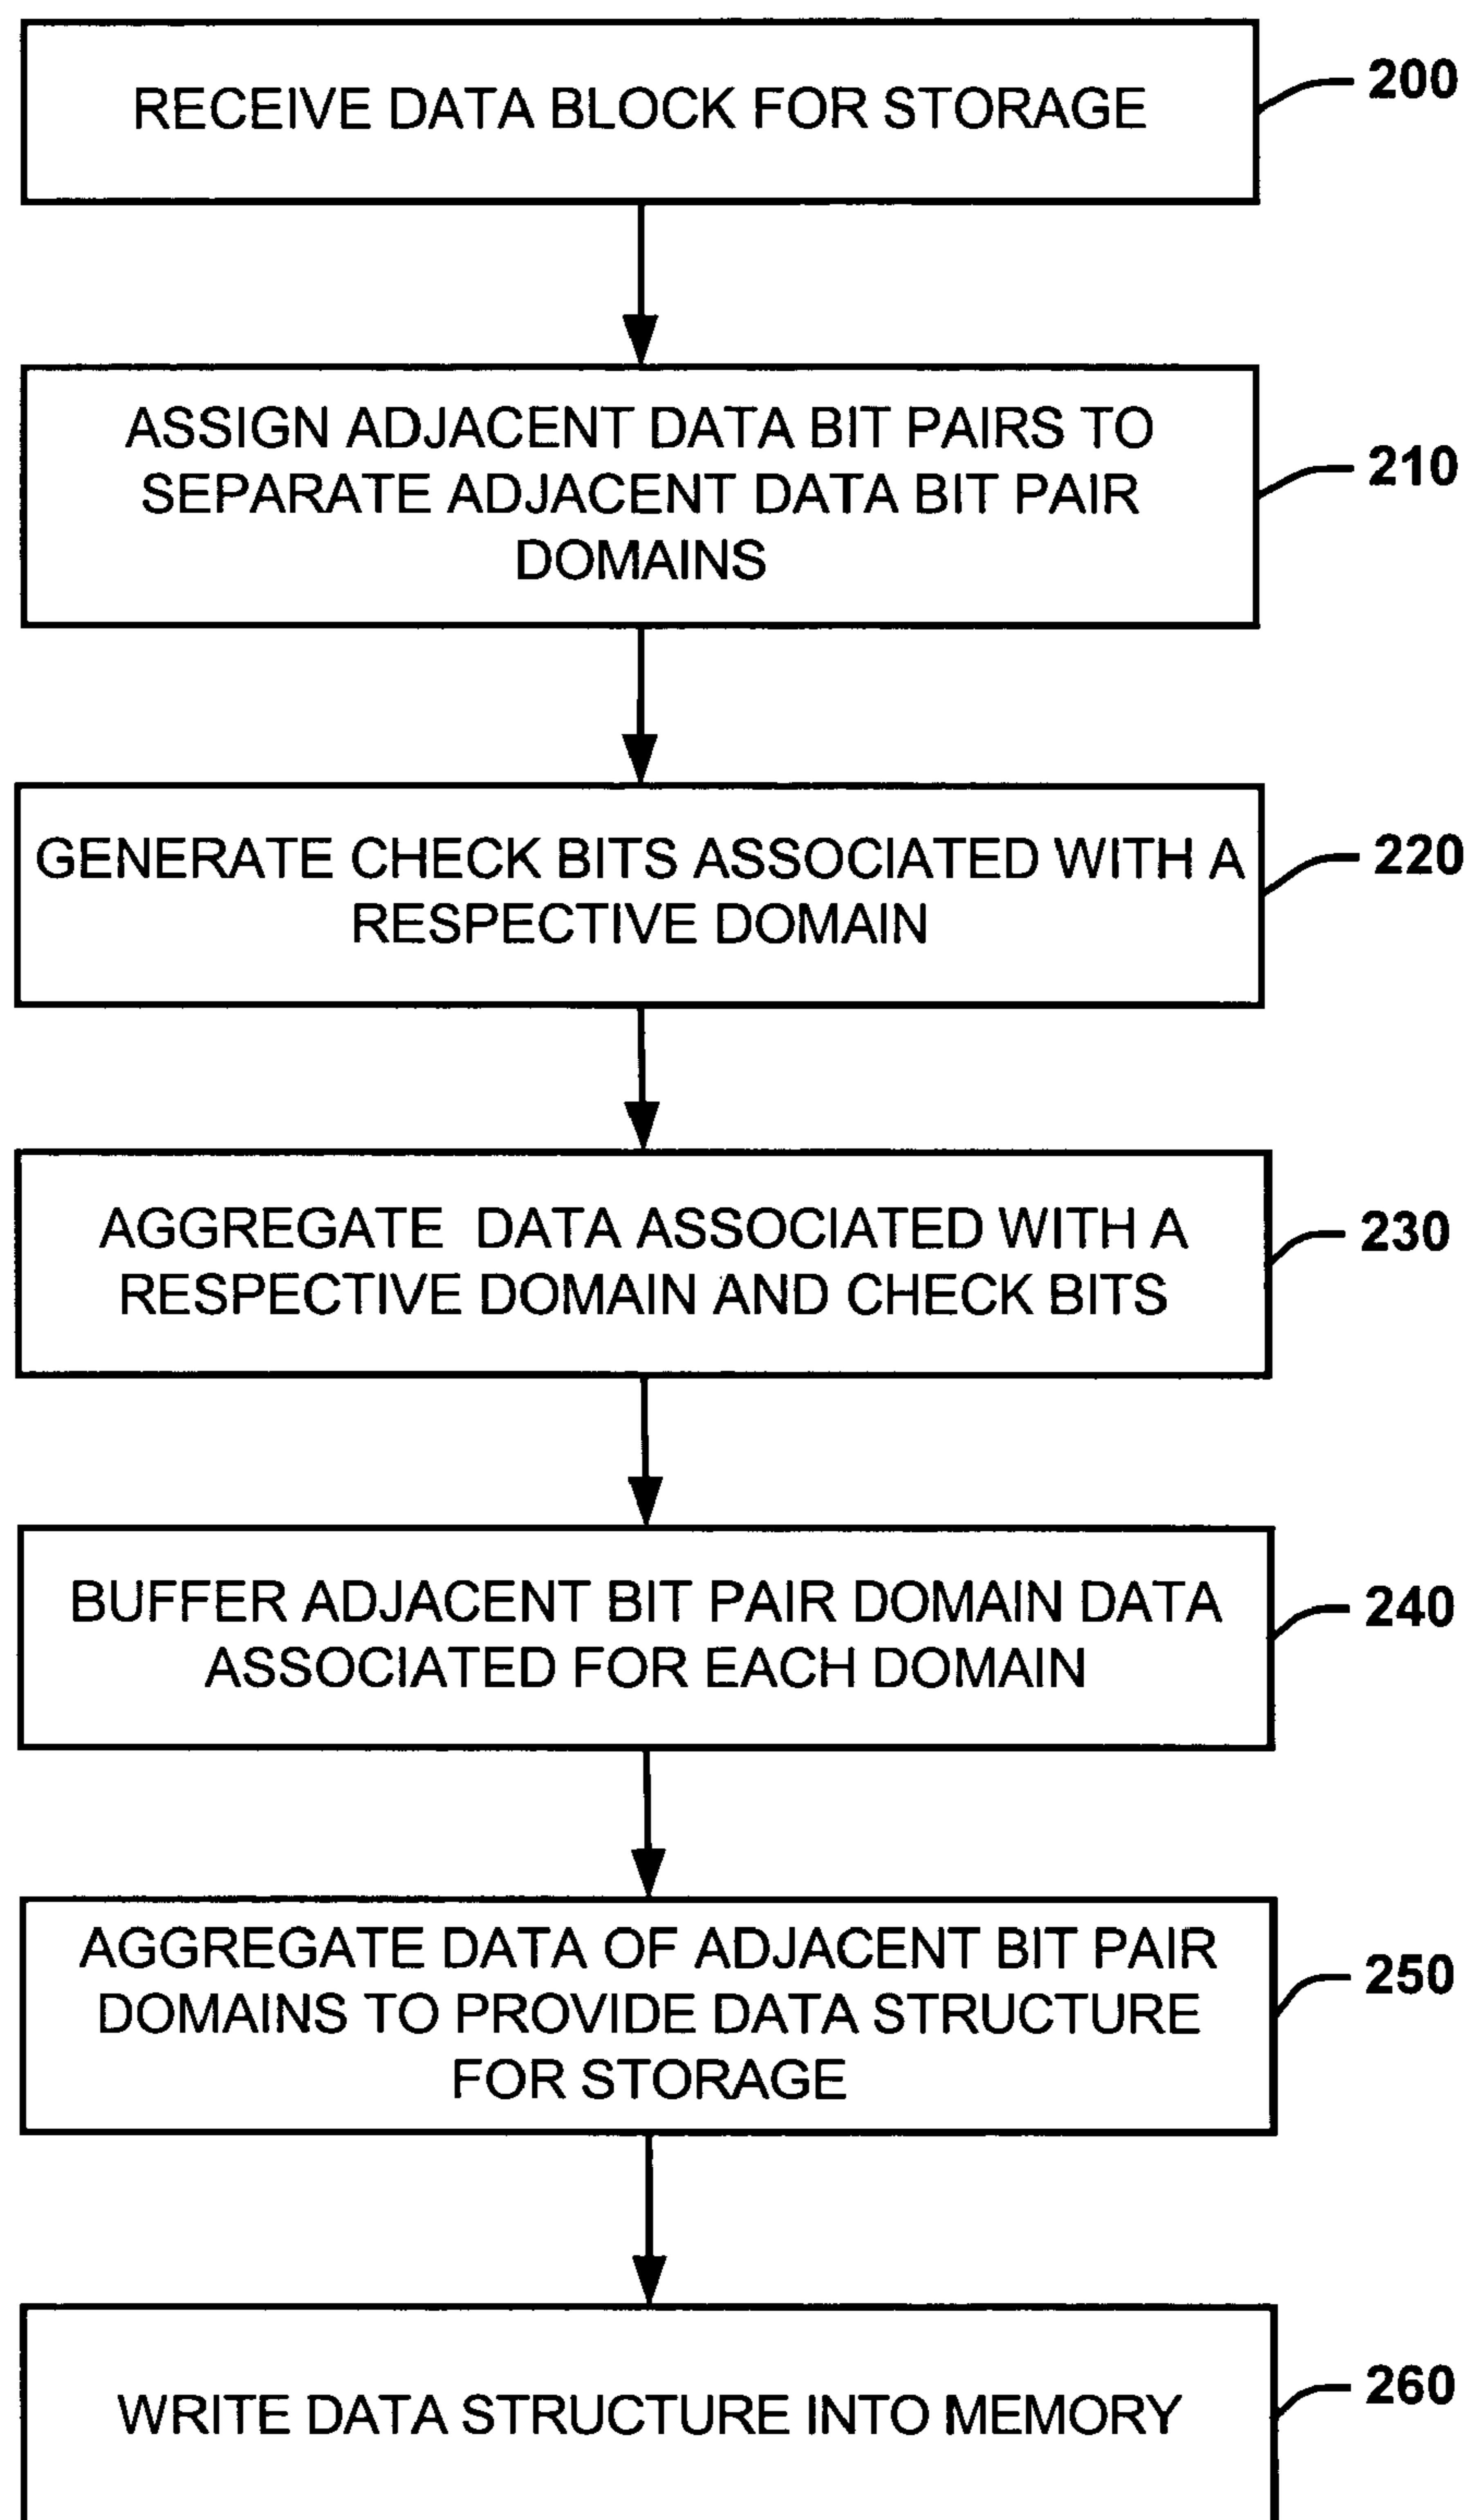 RECEIVE DATA BLOCK FOR STORAGE
200
ASSIGN ADJACENT DATA BIT PAIRS TO
SEPARATE ADJACENT DATA BIT PAIR
DOMAINS
210
GENERATE CHECK BITS ASSOCIATED WITH A
RESPECTIVE DOMAIN
220
AGGREGATE DATA ASSOCIATED WITH A
RESPECTIVE DOMAIN AND CHECK BITS
230
BUFFER ADJACENT BIT PAIR DOMAIN DATA
ASSOCIATED FOR EACH DOMAIN
240
AGGREGATE DATA OF ADJACENT BIT PAIR
DOMAINS TO PROVIDE DATA STRUCTURE
FOR STORAGE
250
WRITE DATA STRUCTURE INTO MEMORY
260